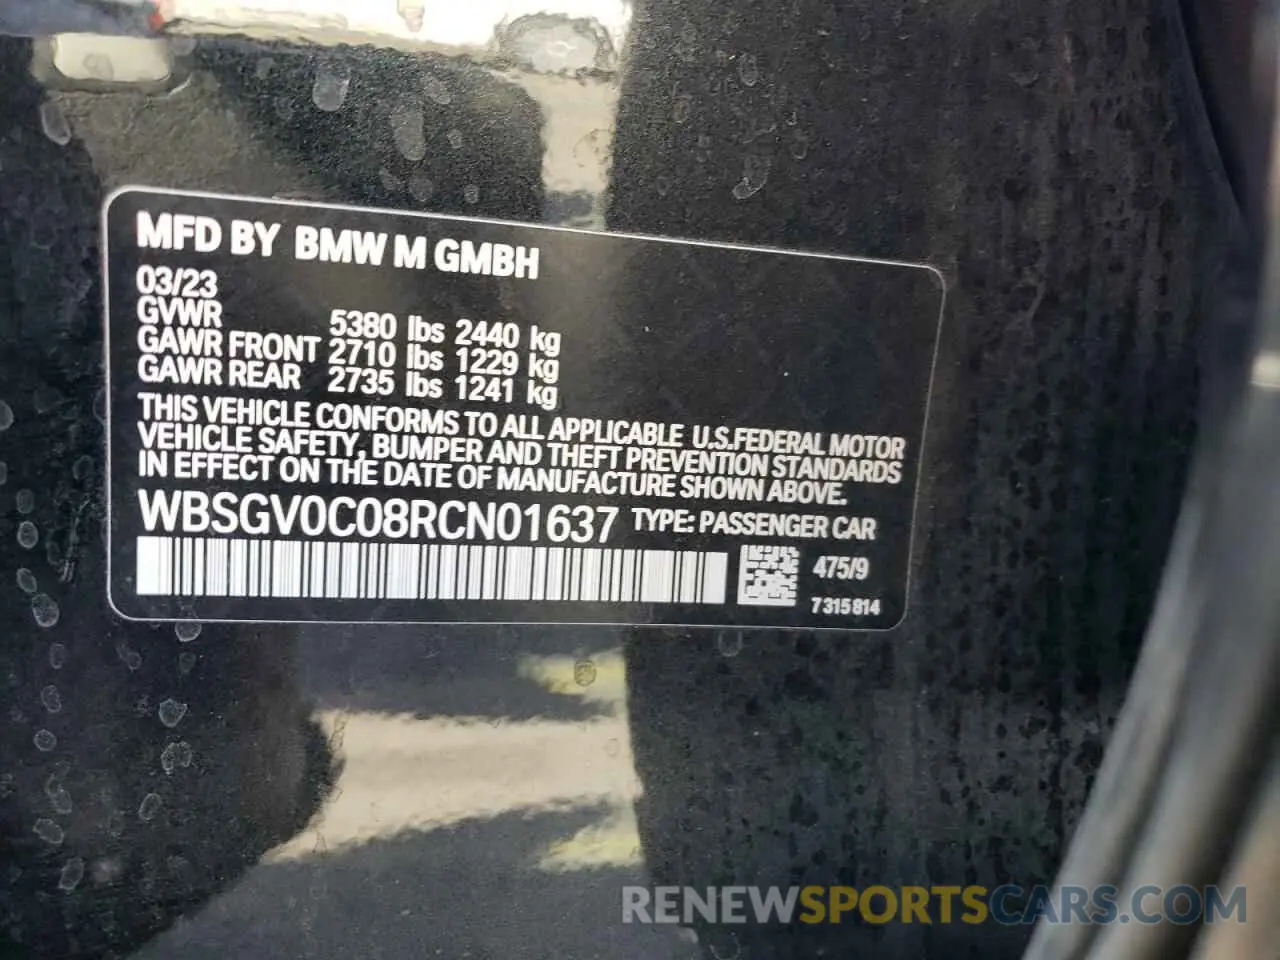 MFD BY BMW M GMBH
03/23
GVWR 5380 lbs 2440 kg
GAWR FRONT 2710 lbs 1229 kg
GAWR REAR 2735 lbs 1241 kg
THIS VEHICLE CONFORMS TO ALL APPLICABLE U.S.FEDERAL MOTOR
VEHICLE SAFETY, BUMPER AND THEFT PREVENTION STANDARDS
IN EFFECT ON THE DATE OF MANUFACTURE SHOWN ABOVE.
WBSGV0C08RCN01637 TYPE: PASSENGER CAR
475/9
7 315 814
RENEWSPORTSCARS.COM